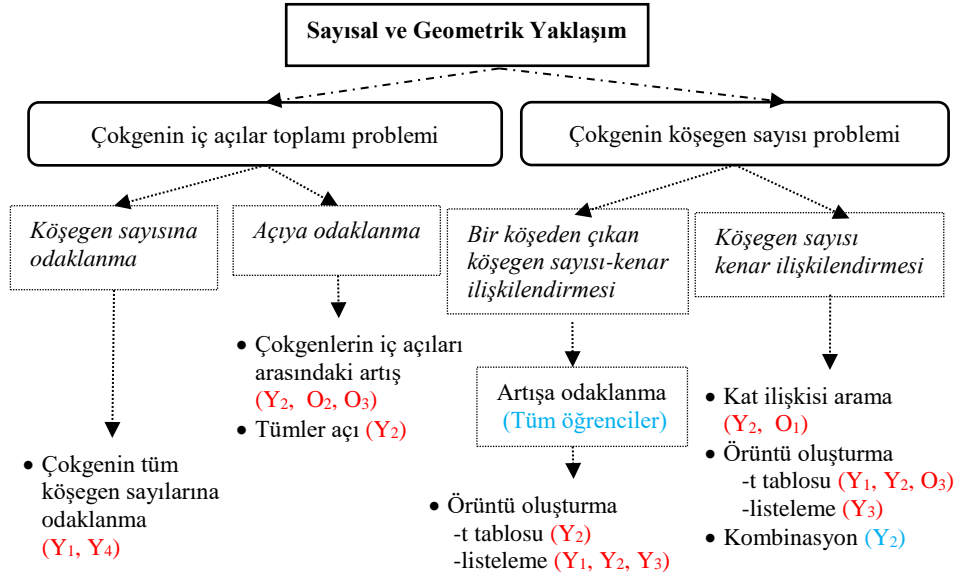 Sayısal ve Geometrik Yaklaşım
Çokgenin iç açılar toplamı problemi
Çokgenin köşegen sayısı problemi
Köşegen sayısına
odaklanma
Açıya odaklanma
Bir köşeden çıkan
köşegen sayısı-kenar
ilişkilendirmesi
Köşegen sayısı
kenar ilişkilendirmesi
• Çokgenin tüm
köşegen sayılarına
odaklanma
(Y₁, Y₄)
• Çokgenlerin iç açıları
arasındaki artış
(Y₂, O₂, O₃)
• Tümler açı (Y₂)
Artışa odaklanma
(Tüm öğrenciler)
• Örüntü oluşturma
-t tablosu (Y₂)
-listeleme (Y₁, Y₂, Y₃)
• Kat ilişkisi arama
(Y₂, O₁)
• Örüntü oluşturma
-t tablosu (Y₁, Y₂, O₃)
-listeleme (Y₃)
• Kombinasyon (Y₂)